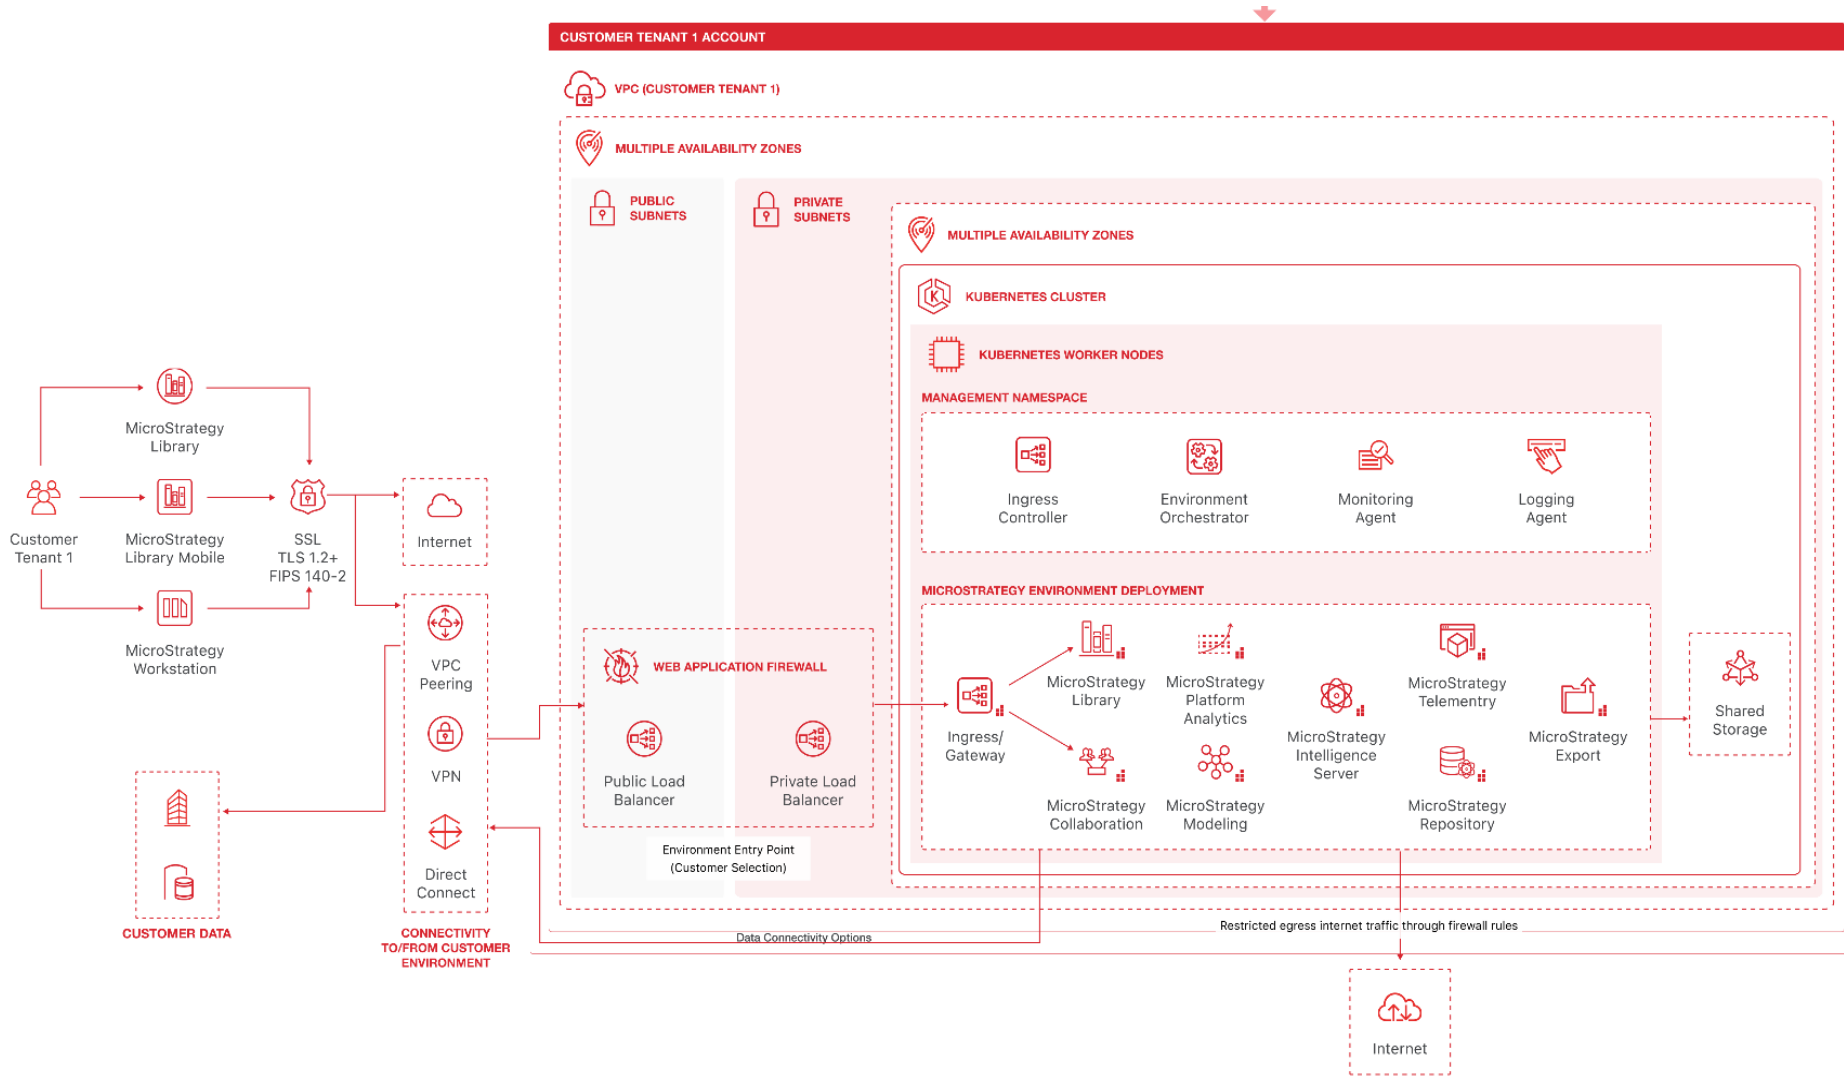 CUSTOMER TENANT 1 ACCOUNT
VPC (CUSTOMER TENANT 1)
MULTIPLE AVAILABILITY ZONES
PUBLIC
SUBNETS
PRIVATE
SUBNETS
MULTIPLE AVAILABILITY ZONES
KUBERNETES CLUSTER
KUBERNETES WORKER NODES
MANAGEMENT NAMESPACE
Ingress
Controller
Environment
Orchestrator
Monitoring
Agent
Logging
Agent
MICROSTRATEGY ENVIRONMENT DEPLOYMENT
Ingress/
Gateway
MicroStrategy
Library
MicroStrategy
Collaboration
MicroStrategy
Platform
Analytics
MicroStrategy
Modeling
MicroStrategy
Intelligence
Server
MicroStrategy
Telementry
MicroStrategy
Repository
MicroStrategy
Export
Shared
Storage
WEB APPLICATION FIREWALL
Public Load
Balancer
Private Load
Balancer
Environment Entry Point
(Customer Selection)
Customer
Tenant 1
MicroStrategy
Library
MicroStrategy
Library Mobile
MicroStrategy
Workstation
SSL
TLS 1.2+
FIPS 140-2
Internet
VPC
Peering
VPN
Direct
Connect
CUSTOMER DATA
CONNECTIVITY
TO/FROM CUSTOMER
ENVIRONMENT
Data Connectivity Options
Restricted egress internet traffic through firewall rules
Internet